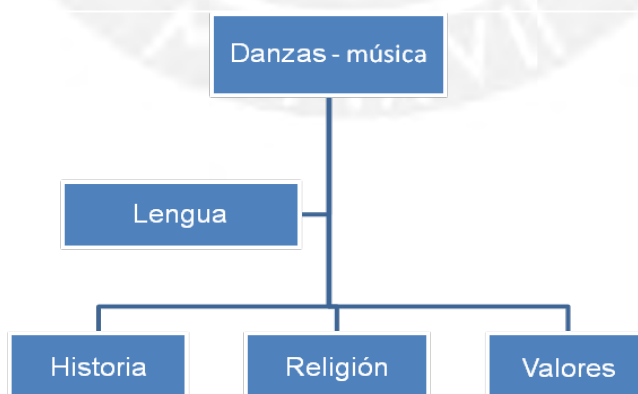 Danzas - música
Lengua
Historia
Religión
Valores